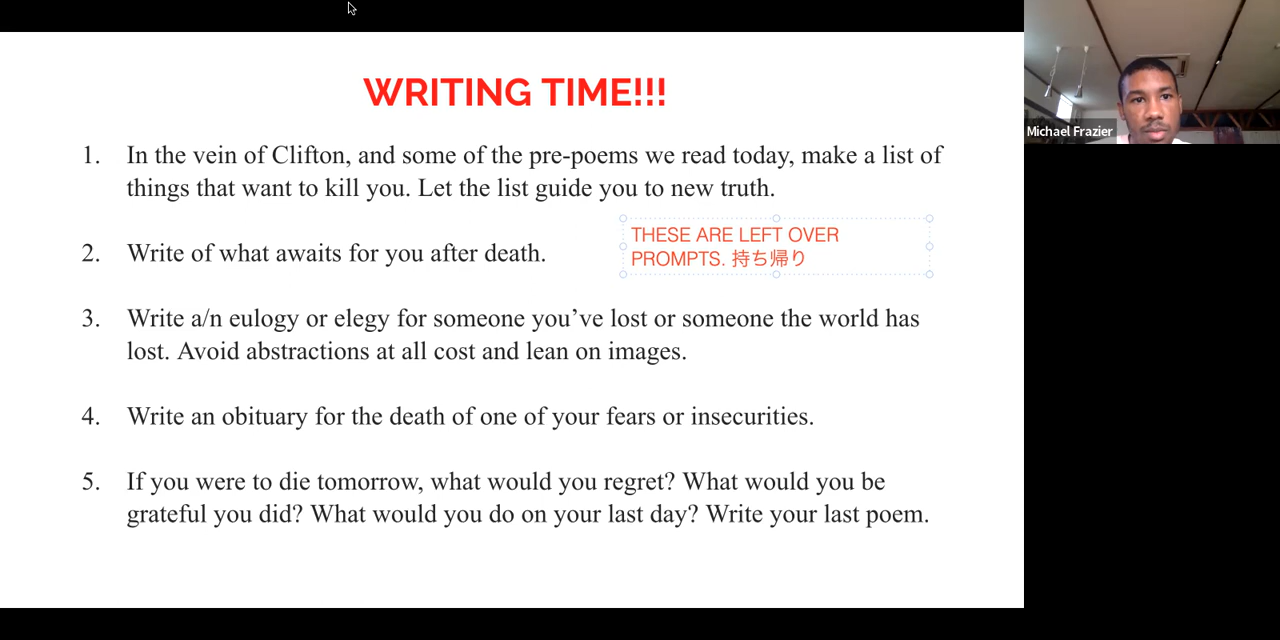 WRITING TIME!!!
1. In the vein of Clifton, and some of the pre-poems we read today, make a list of
things that want to kill you. Let the list guide you to new truth.
THESE ARE LEFT OVER
PROMPTS. 持ち帰り
2. Write of what awaits for you after death.
3. Write a/n eulogy or elegy for someone you’ve lost or someone the world has
lost. Avoid abstractions at all cost and lean on images.
4. Write an obituary for the death of one of your fears or insecurities.
5. If you were to die tomorrow, what would you regret? What would you be
grateful you did? What would you do on your last day? Write your last poem.
Michael Frazier